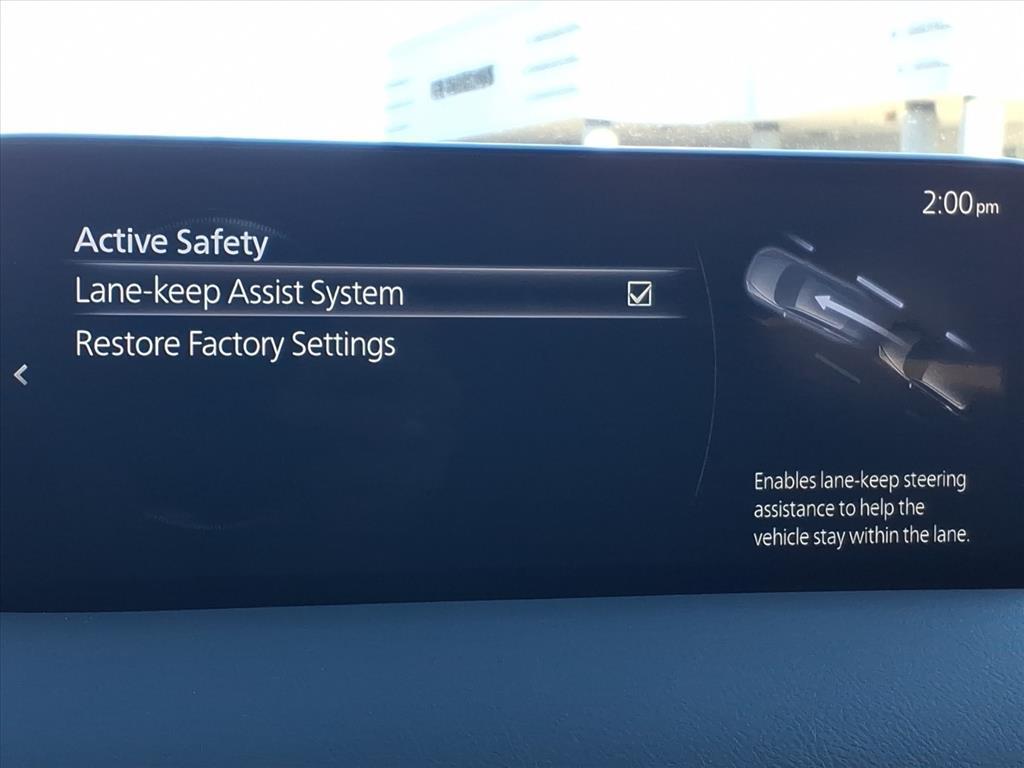 2:00pm
Active Safety
Lane-keep Assist System
Restore Factory Settings
Enables lane-keep steering
assistance to help the
vehicle stay within the lane.